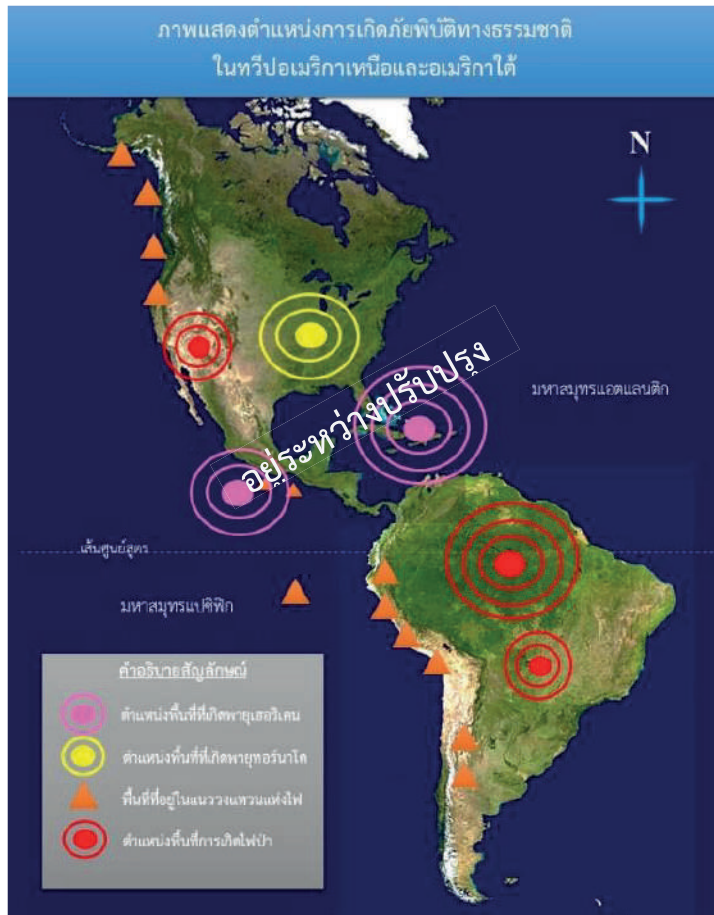 ภาพแสดงตำแหน่งการเกิดภัยพิบัติทางธรรมชาติ
ในทวีปอเมริกาเหนือและอเมริกาใต้
N
อยู่ระหว่างปรับปรุง
มหาสมุทรแอตแลนติก
เส้นศูนย์สูตร
มหาสมุทรแปซิฟิก
คำอธิบายสัญลักษณ์
ตำแหน่งพื้นที่ที่เกิดพายุเฮอริเคน
ตำแหน่งพื้นที่ที่เกิดพายุทอร์นาโด
พื้นที่ที่อยู่ในแนววงแหวนแห่งไฟ
ตำแหน่งพื้นที่การเกิดไฟป่า